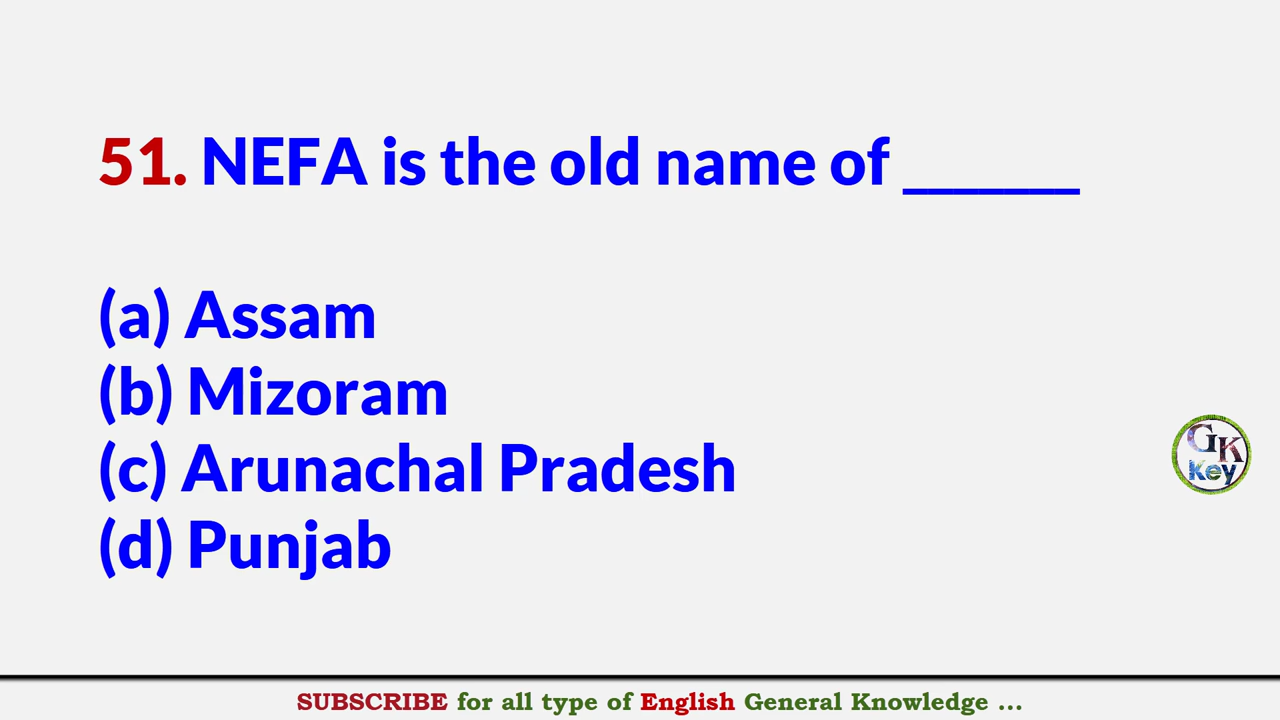 51. NEFA is the old name of _______
(a) Assam
(b) Mizoram
(c) Arunachal Pradesh
(d) Punjab
GK
Key
SUBSCRIBE for all type of English General Knowledge ...